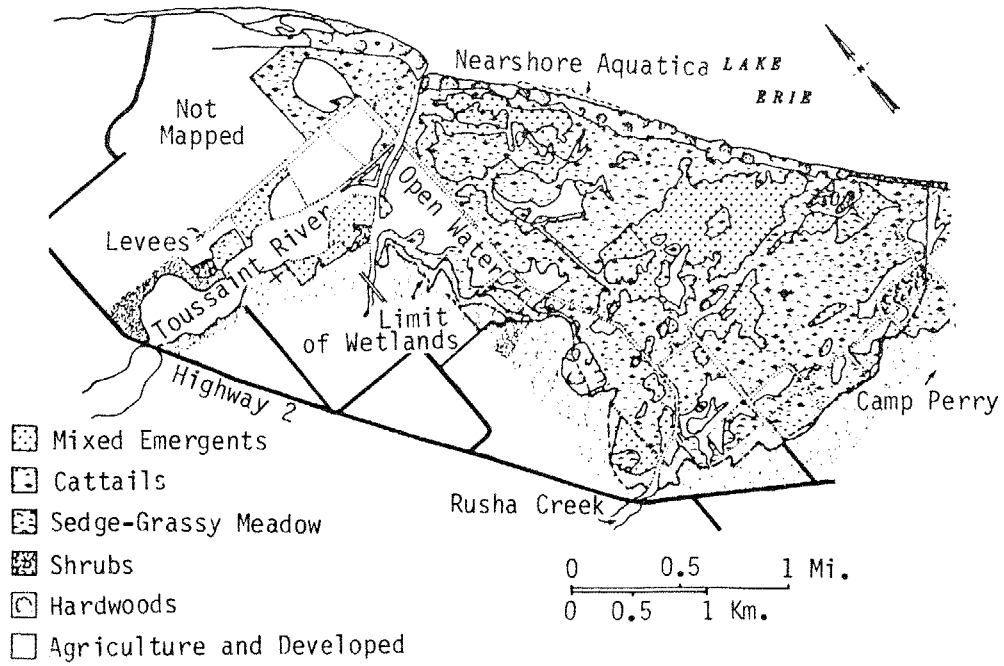 Nearshore Aquatica
LAKE
ERIE
Not
Mapped
Open Water
Levees
Toussaint River
Limit
of Wetlands
Highway 2
Camp Perry
Rusha Creek
Mixed Emergents
Cattails
Sedge-Grassy Meadow
Shrubs
Hardwoods
Agriculture and Developed
0 0.5 1 Mi.
0 0.5 1 Km.